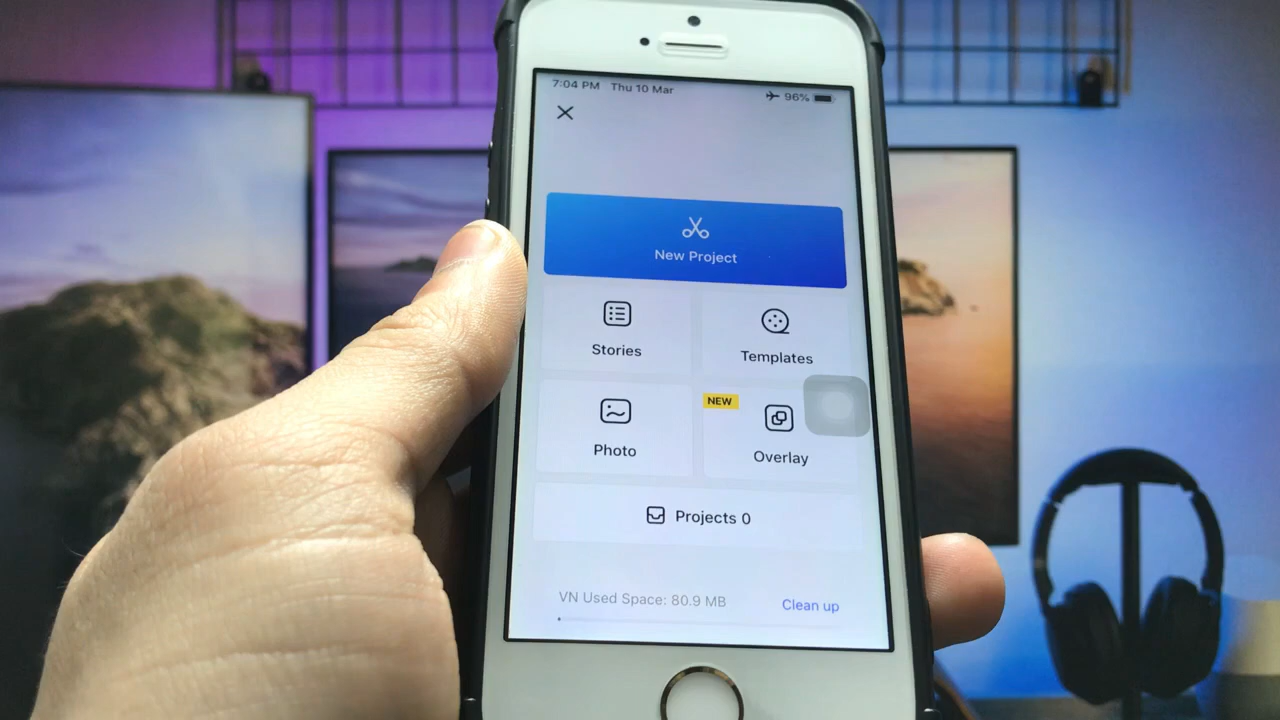 7:04 PM Thu 10 Mar 96%
New Project
Stories
Templates
NEW
Photo
Overlay
Projects 0
VN Used Space: 80.9 MB
Clean up